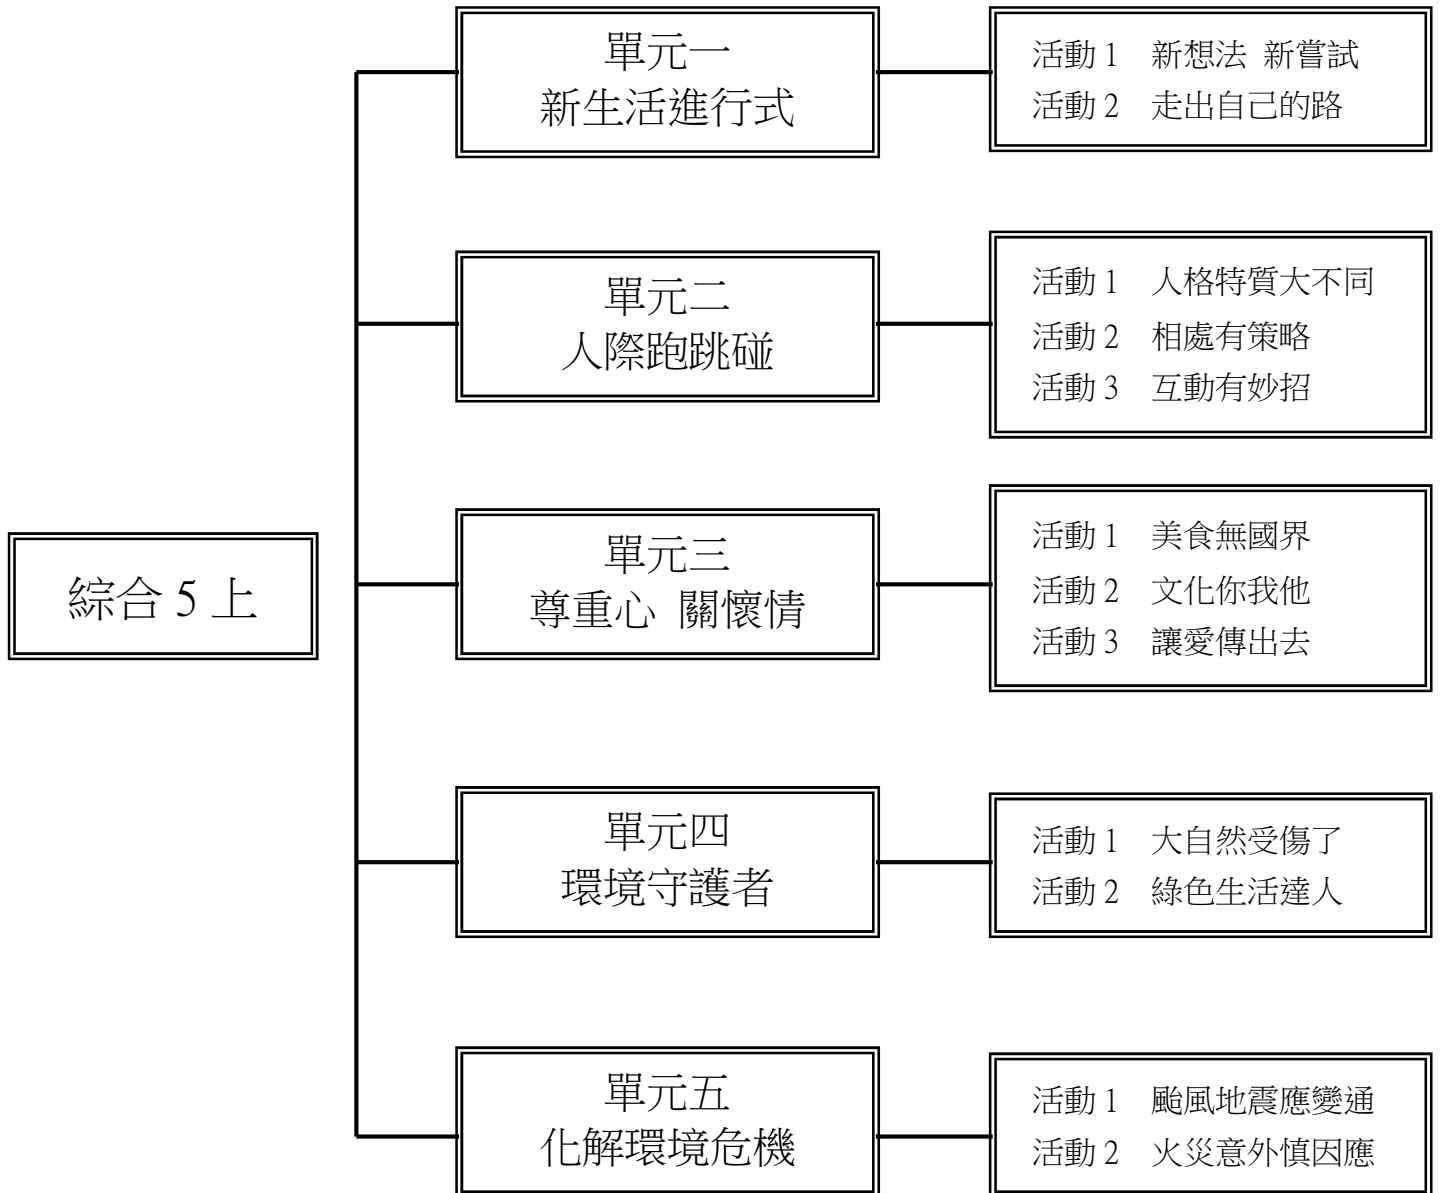 綜合 5 上
單元一
新生活進行式
活動 1 新想法 新嘗試
活動 2 走出自己的路
單元二
人際跑跳碰
活動 1 人格特質大不同
活動 2 相處有策略
活動 3 互動有妙招
單元三
尊重心 關懷情
活動 1 美食無國界
活動 2 文化你我他
活動 3 讓愛傳出去
單元四
環境守護者
活動 1 大自然受傷了
活動 2 綠色生活達人
單元五
化解環境危機
活動 1 颱風地震應變通
活動 2 火災意外慎因應